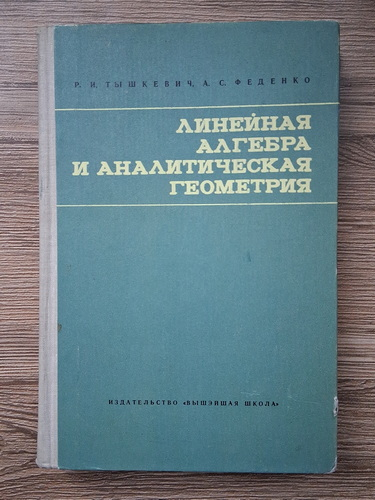 Р. И. ТЫШКЕВИЧ, А. С. ФЕДЕНКО
ЛИНЕЙНАЯ
АЛГЕБРА
И АНАЛИТИЧЕСКАЯ
ГЕОМЕТРИЯ
ИЗДАТЕЛЬСТВО «ВЫШЭЙШАЯ ШКОЛА»